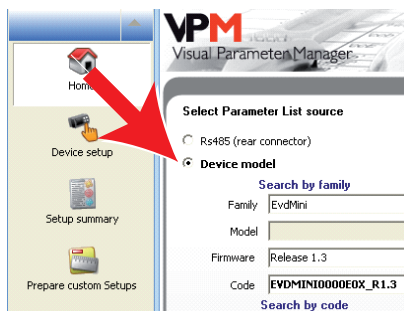 VPM
Visual Parameter Manager
Home
Device setup
Setup summary
Prepare custom Setups
Select Parameter List source
Rs485 (rear connector)
Device model
Search by family
Family EvdMini
Model
Firmware Release 1.3
Code EVDMINI0000E0X_R1.3
Search by code